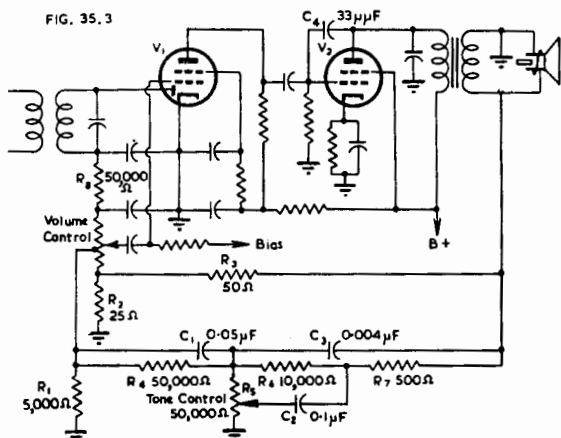 FIG. 35.3
C4 33μμF
V1
V2
R8 50,000 Ω
Volume Control
Bias
B+
R3 50Ω
R2 25Ω
C1 0.05μF
C3 0.004μF
R4 50,000Ω
R6 10,000Ω
R7 500Ω
R1 5,000Ω
R5
Tone Control 50,000Ω
C2 0.1μF